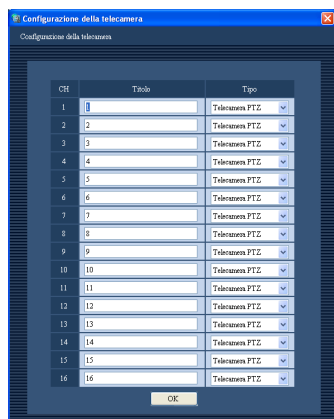 Configurazione della telecamera
Configurazione della telecamera
CH Titolo Tipo
1 1 Telecamera PTZ
2 2 Telecamera PTZ
3 3 Telecamera PTZ
4 4 Telecamera PTZ
5 5 Telecamera PTZ
6 6 Telecamera PTZ
7 7 Telecamera PTZ
8 8 Telecamera PTZ
9 9 Telecamera PTZ
10 10 Telecamera PTZ
11 11 Telecamera PTZ
12 12 Telecamera PTZ
13 13 Telecamera PTZ
14 14 Telecamera PTZ
15 15 Telecamera PTZ
16 16 Telecamera PTZ
OK